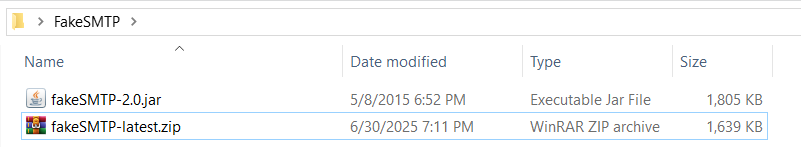 FakeSMTP
Name Date modified Type Size
fakeSMTP-2.0.jar 5/8/2015 6:52 PM Executable Jar File 1,805 KB
fakeSMTP-latest.zip 6/30/2025 7:11 PM WinRAR ZIP archive 1,639 KB